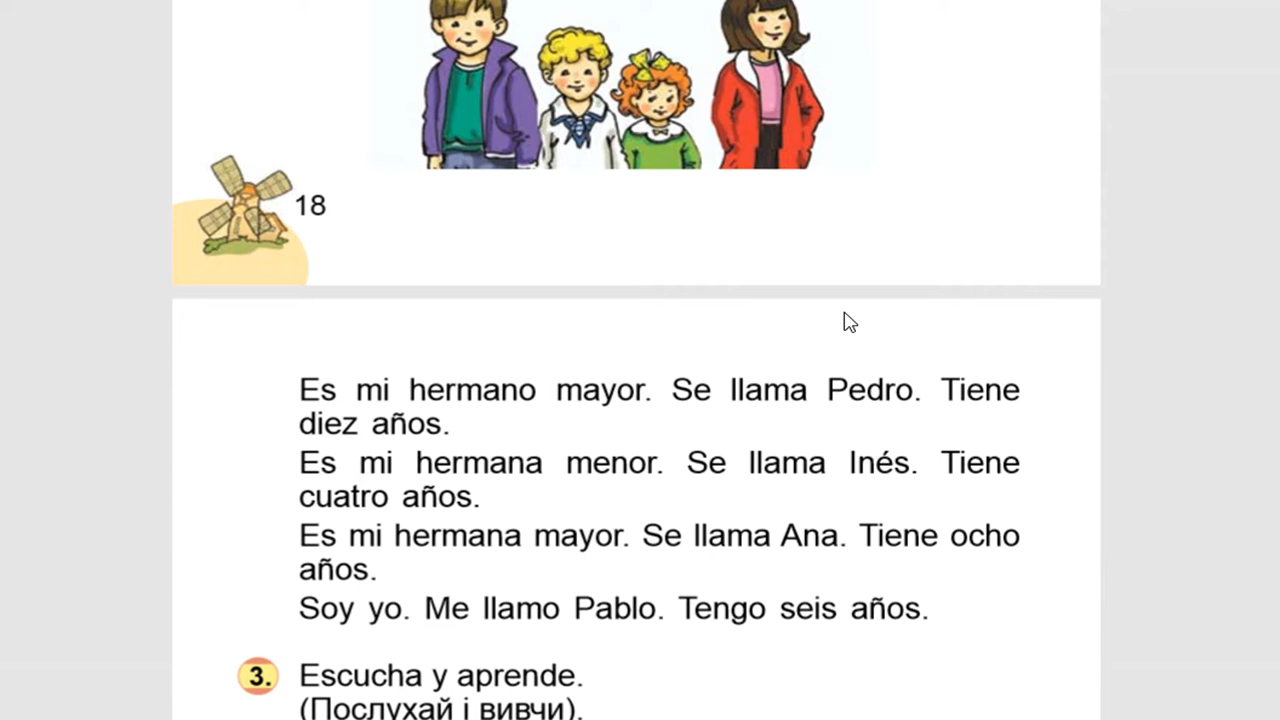 18
Es mi hermano mayor. Se llama Pedro. Tiene
diez años.
Es mi hermana menor. Se llama Inés. Tiene
cuatro años.
Es mi hermana mayor. Se llama Ana. Tiene ocho
años.
Soy yo. Me llamo Pablo. Tengo seis años.
3. Escucha y aprende.
(Послухай і вивчи).